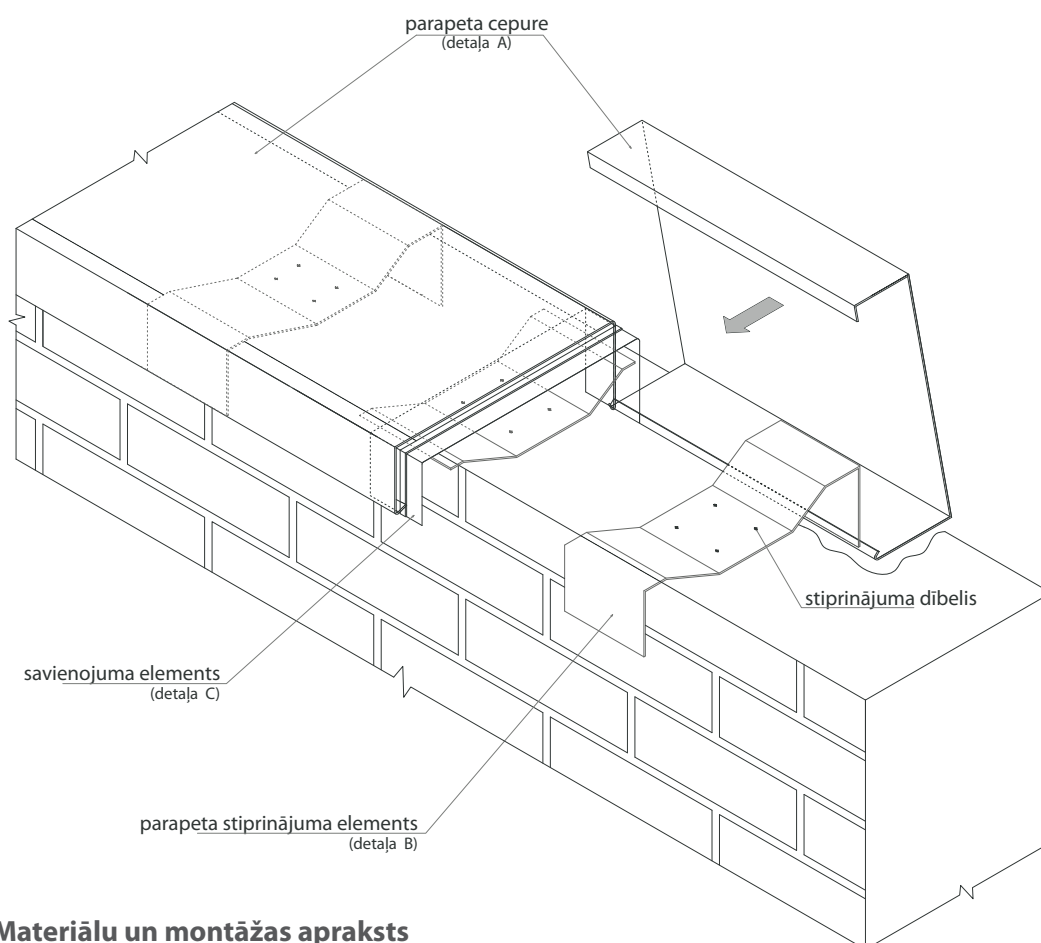 parapeta cepure
(detaļa A)
stiprinājuma dībelis
savienojuma elements
(detaļa C)
parapeta stiprinājuma elements
(detaļa B)
Materiālu un montāžas apraksts